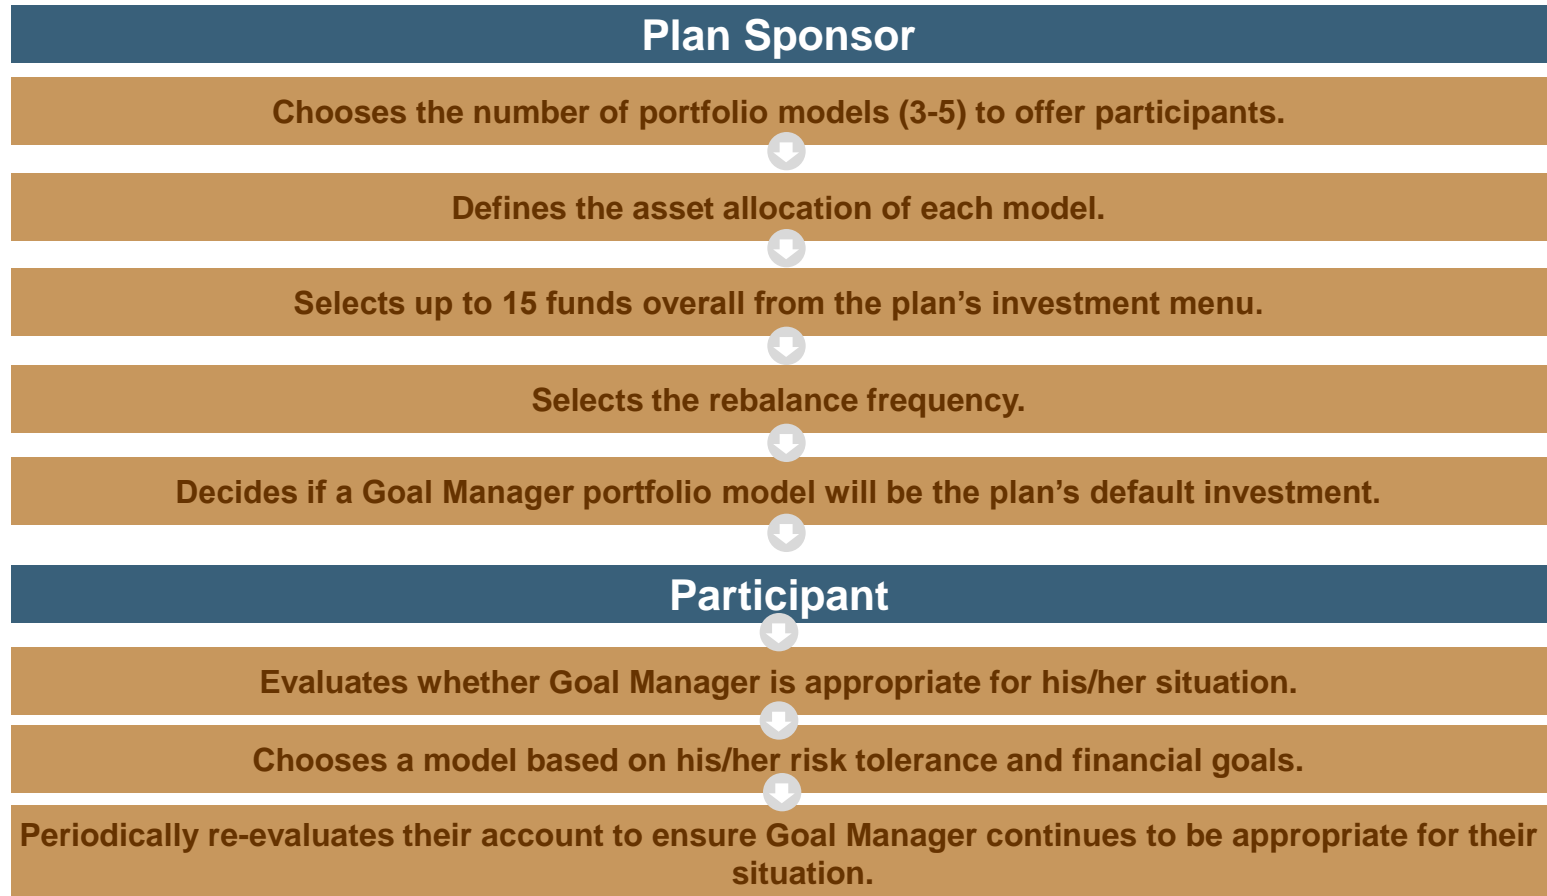 Plan Sponsor
Chooses the number of portfolio models (3-5) to offer participants.
Defines the asset allocation of each model.
Selects up to 15 funds overall from the plan’s investment menu.
Selects the rebalance frequency.
Decides if a Goal Manager portfolio model will be the plan’s default investment.
Participant
Evaluates whether Goal Manager is appropriate for his/her situation.
Chooses a model based on his/her risk tolerance and financial goals.
Periodically re-evaluates their account to ensure Goal Manager continues to be appropriate for their
situation.